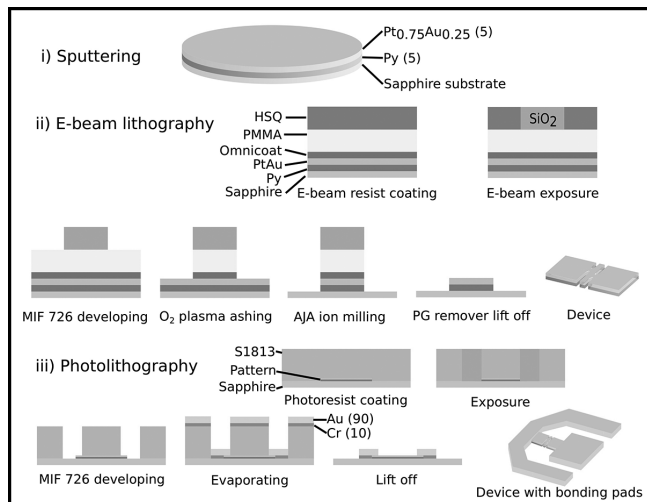 i) Sputtering
Pt0.75Au0.25 (5)
Py (5)
Sapphire substrate
ii) E-beam lithography
HSQ
PMMA
Omnicoat
PtAu
Py
Sapphire
SiO2
E-beam resist coating
E-beam exposure
MIF 726 developing
O2 plasma ashing
AJA ion milling
PG remover lift off
Device
iii) Photolithography
S1813
Pattern
Sapphire
Photoresist coating
Exposure
Au (90)
Cr (10)
MIF 726 developing
Evaporating
Lift off
Device with bonding pads